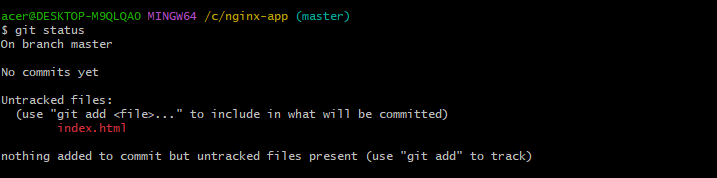 acer@DESKTOP-M9QLQAO MINGW64 /c/nginx-app (master)
$ git status
On branch master
No commits yet
Untracked files:
(use "git add <file>..." to include in what will be committed)
index.html
nothing added to commit but untracked files present (use "git add" to track)